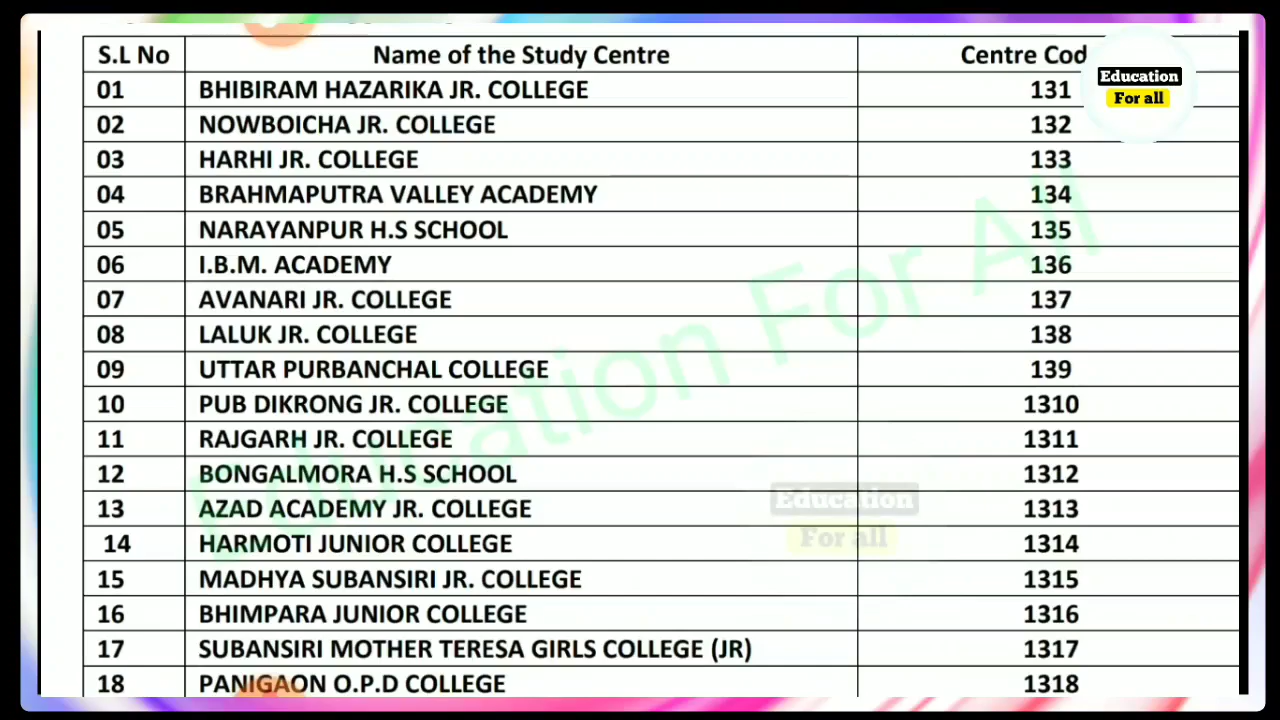 S.L No Name of the Study Centre Centre Cod
01 BHIBIRAM HAZARIKA JR. COLLEGE 131
02 NOWBOICHA JR. COLLEGE 132
03 HARHI JR. COLLEGE 133
04 BRAHMAPUTRA VALLEY ACADEMY 134
05 NARAYANPUR H.S SCHOOL 135
06 I.B.M. ACADEMY 136
07 AVANARI JR. COLLEGE 137
08 LALUK JR. COLLEGE 138
09 UTTAR PURBANCHAL COLLEGE 139
10 PUB DIKRONG JR. COLLEGE 1310
11 RAJGARH JR. COLLEGE 1311
12 BONGALMORA H.S SCHOOL 1312
13 AZAD ACADEMY JR. COLLEGE 1313
14 HARMOTI JUNIOR COLLEGE 1314
15 MADHYA SUBANSIRI JR. COLLEGE 1315
16 BHIMPARA JUNIOR COLLEGE 1316
17 SUBANSIRI MOTHER TERESA GIRLS COLLEGE (JR) 1317
18 PANIGAON O.P.D COLLEGE 1318
Education
For all
Education For All
Education
For all